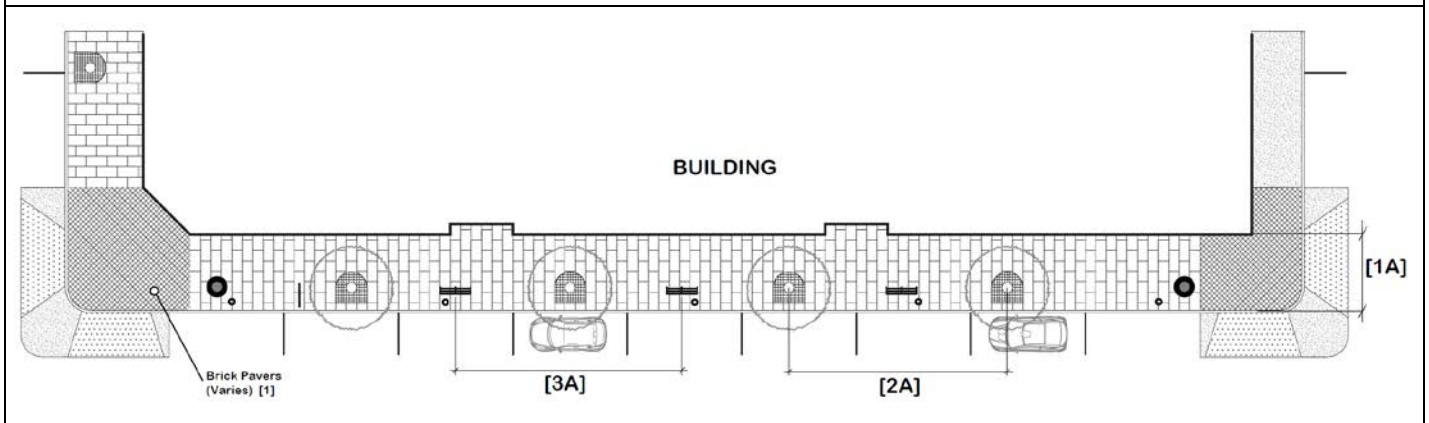 BUILDING
[1A]
[3A]
[2A]
Brick Pavers
(Varies) [1]